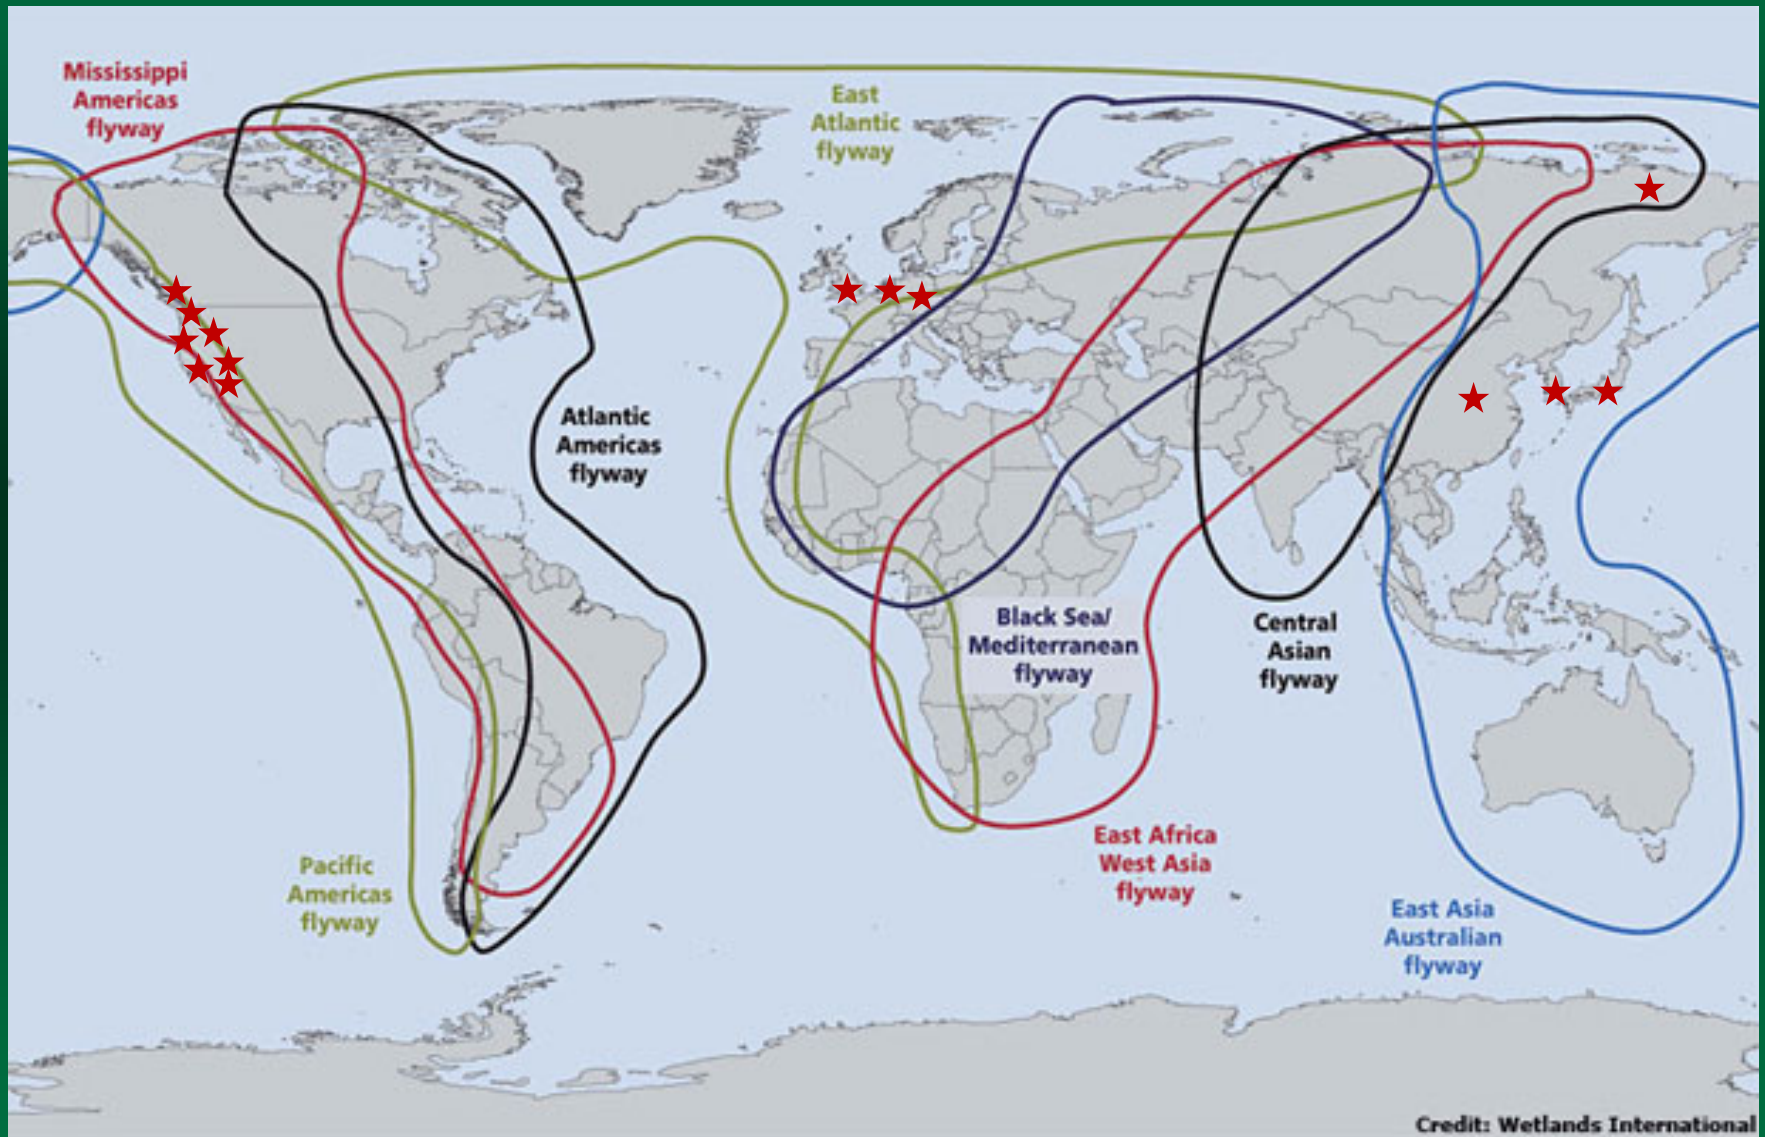 Mississippi
Americas
flyway
East
Atlantic
flyway
Atlantic
Americas
flyway
Black Sea/
Mediterranean
flyway
Central
Asian
flyway
East Africa
West Asia
flyway
Pacific
Americas
flyway
East Asia
Australian
flyway
Credit: Wetlands International